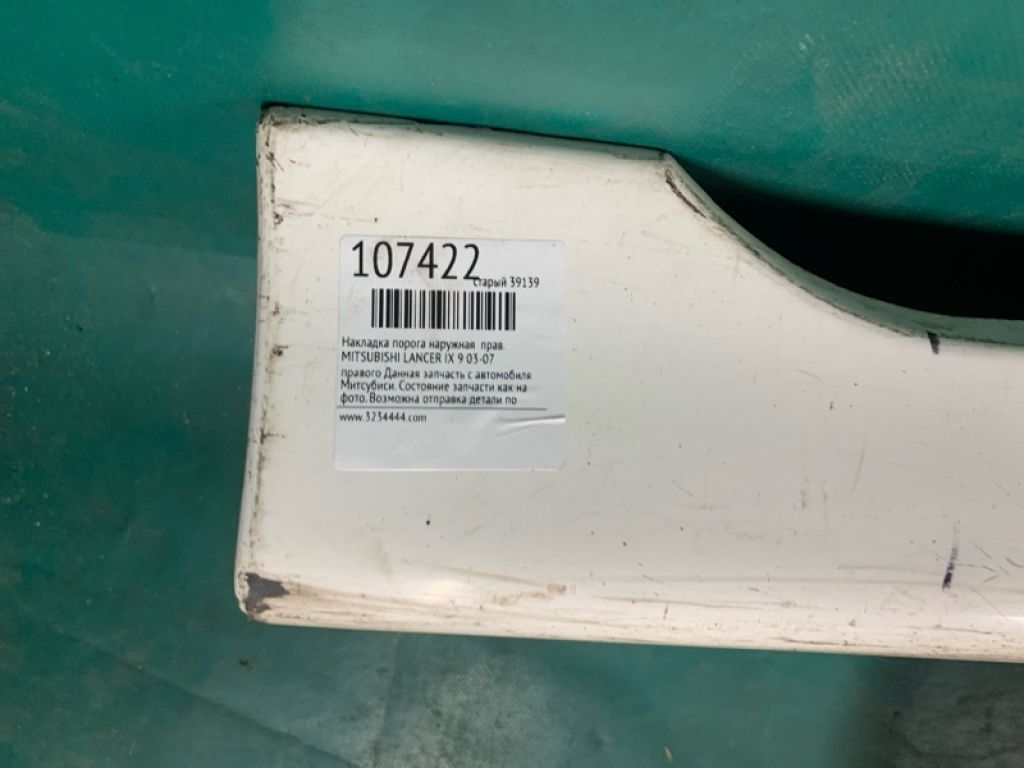 107422
старый 39139
Накладка порога наружная прав.
MITSUBISHI LANCER IX 9 03-07
правого Данная запчасть с автомобиля
Митсубиси. Состояние запчасти как на
фото. Возможна отправка детали по
www.3234444.com